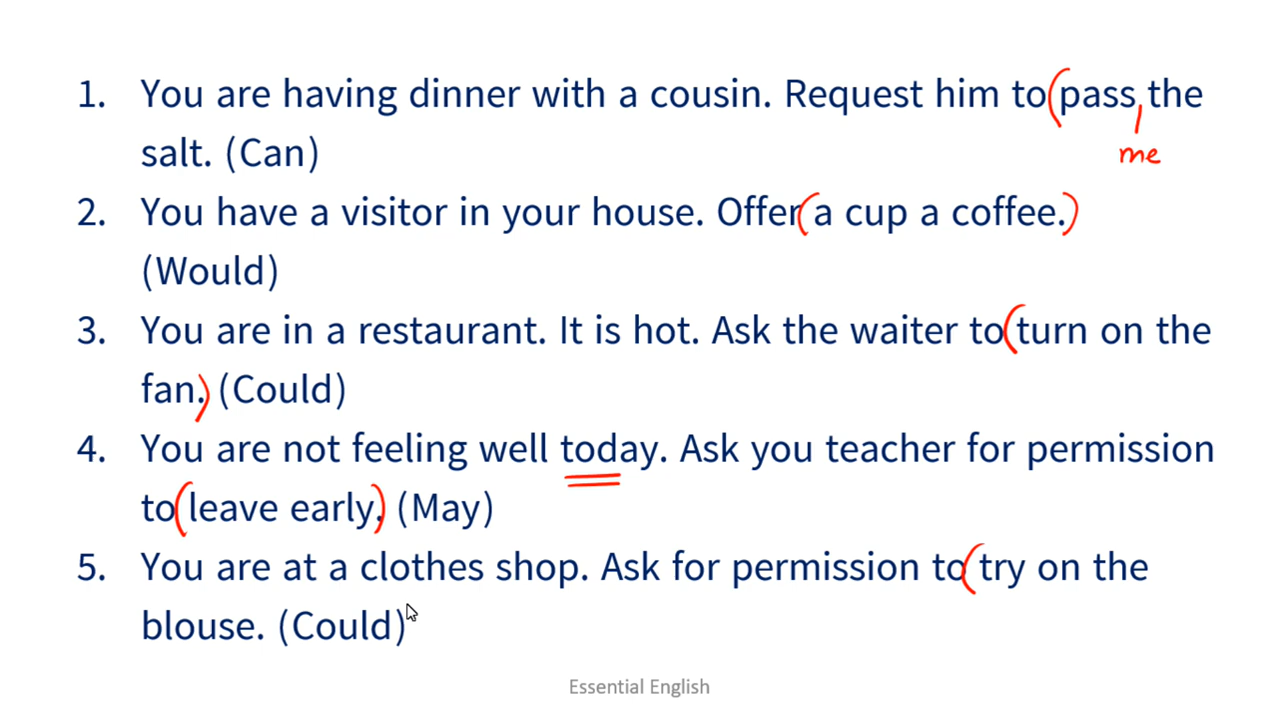 1. You are having dinner with a cousin. Request him to (pass the
salt. (Can)
me
2. You have a visitor in your house. Offer (a cup a coffee.)
(Would)
3. You are in a restaurant. It is hot. Ask the waiter to (turn on the
fan.) (Could)
4. You are not feeling well today. Ask you teacher for permission
to (leave early.) (May)
5. You are at a clothes shop. Ask for permission to (try on the
blouse. (Could)
Essential English